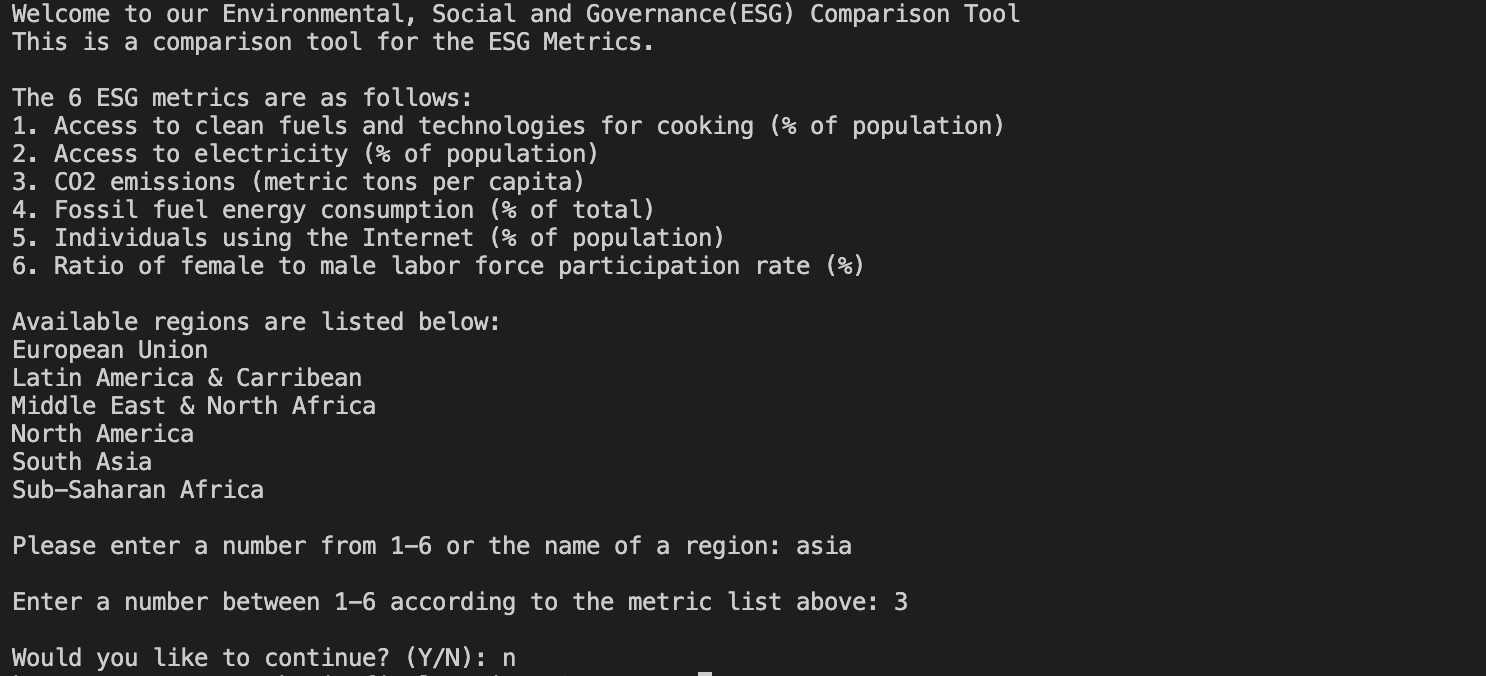 Welcome to our Environmental, Social and Governance(ESG) Comparison Tool
This is a comparison tool for the ESG Metrics.
The 6 ESG metrics are as follows:
1. Access to clean fuels and technologies for cooking (% of population)
2. Access to electricity (% of population)
3. CO2 emissions (metric tons per capita)
4. Fossil fuel energy consumption (% of total)
5. Individuals using the Internet (% of population)
6. Ratio of female to male labor force participation rate (%)
Available regions are listed below:
European Union
Latin America & Carribean
Middle East & North Africa
North America
South Asia
Sub-Saharan Africa
Please enter a number from 1-6 or the name of a region: asia
Enter a number between 1-6 according to the metric list above: 3
Would you like to continue? (Y/N): n